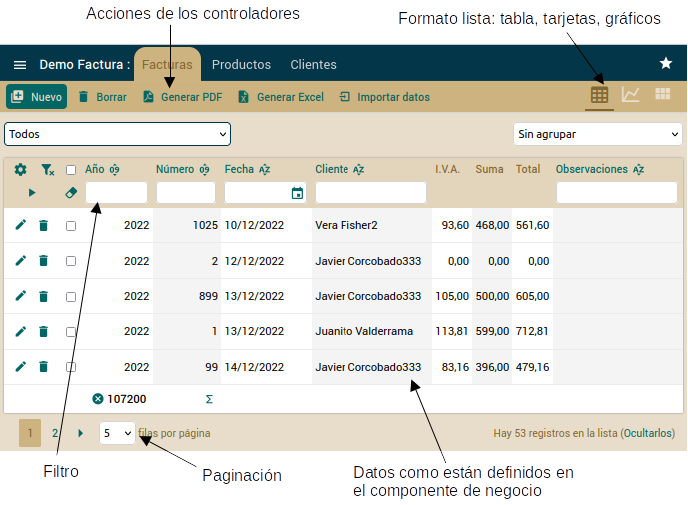 Acciones de los controladores
Formato lista: tabla, tarjetas, gráficos
Demo Factura : Facturas Productos Clientes
Nuevo Borrar Generar PDF Generar Excel Importar datos
Todos Sin agrupar
Año Número Fecha Cliente I.V.A. Suma Total Observaciones
2022 1025 10/12/2022 Vera Fisher2 93,60 468,00 561,60
2022 2 12/12/2022 Javier Corcobado333 0,00 0,00 0,00
2022 899 13/12/2022 Javier Corcobado333 105,00 500,00 605,00
2022 1 13/12/2022 Juanito Valderrama 113,81 599,00 712,81
2022 99 14/12/2022 Javier Corcobado333 83,16 396,00 479,16
107200 Σ
1 2 5 filas por página Hay 53 registros en la lista (Ocultarlos)
Filtro
Paginación
Datos como están definidos en
el componente de negocio